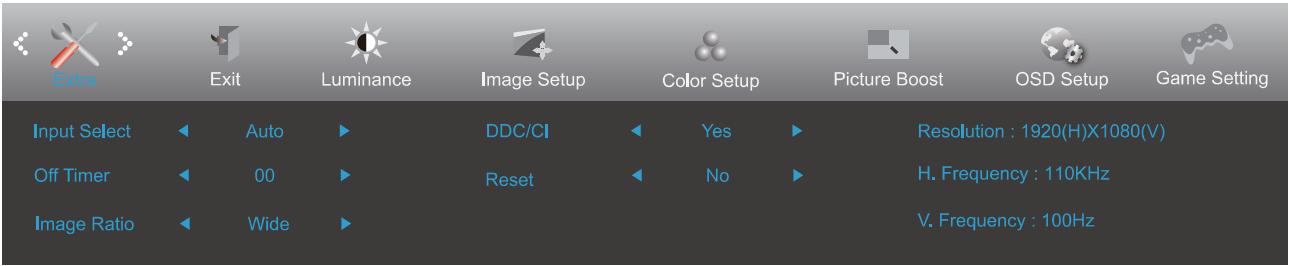 Extra Exit Luminance Image Setup Color Setup Picture Boost OSD Setup Game Setting
Input Select Auto DDC/CI Yes Resolution : 1920(H)X1080(V)
Off Timer 00 Reset No H. Frequency : 110KHz
Image Ratio Wide V. Frequency : 100Hz